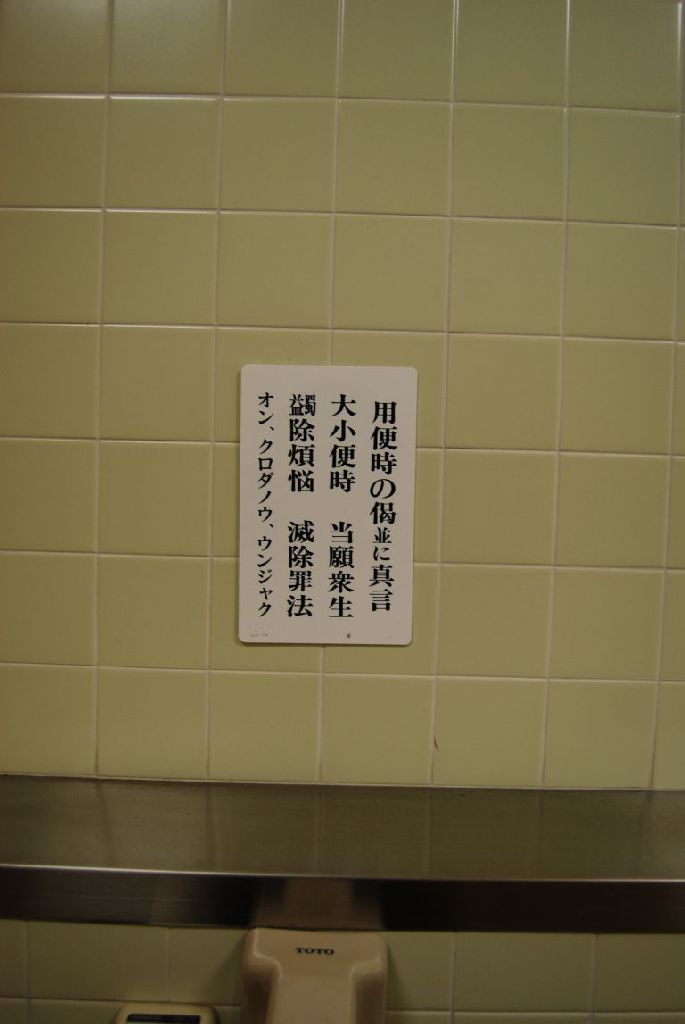 用便時の偈並に真言
大小便時　当願衆生
蠲除煩悩　滅除罪法
オン、クロダノウ、ウンジャク
TOTO